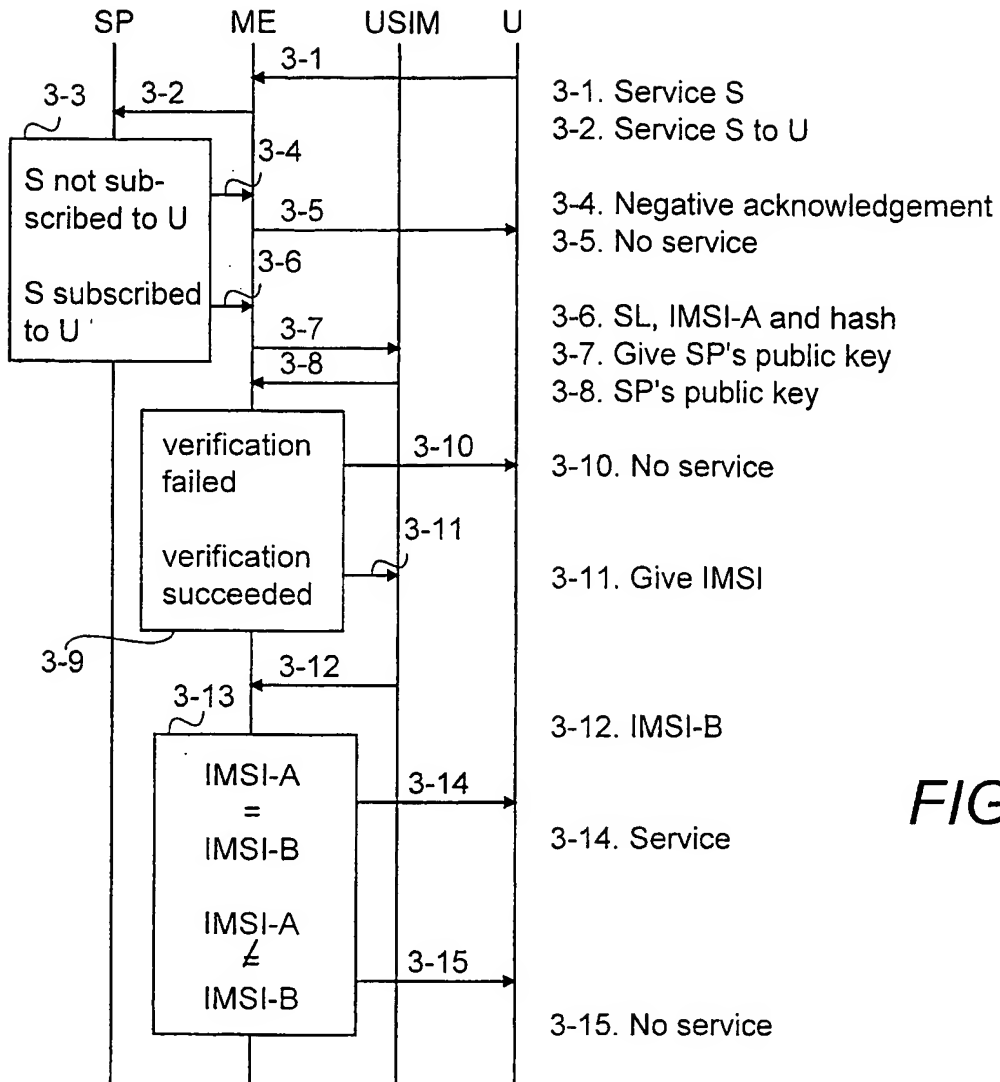 SP ME USIM U
3-1
3-2
3-3
3-1. Service S
3-2. Service S to U
S not sub-
scribed to U
3-4
3-5
3-4. Negative acknowledgement
3-5. No service
S subscribed
to U
3-6
3-7
3-8
3-6. SL, IMSI-A and hash
3-7. Give SP's public key
3-8. SP's public key
verification
failed
3-10
3-10. No service
verification
succeeded
3-11
3-11. Give IMSI
3-9
3-12
3-12. IMSI-B
3-13
IMSI-A
=
IMSI-B
3-14
3-14. Service
FIG
IMSI-A
≠
IMSI-B
3-15
3-15. No service